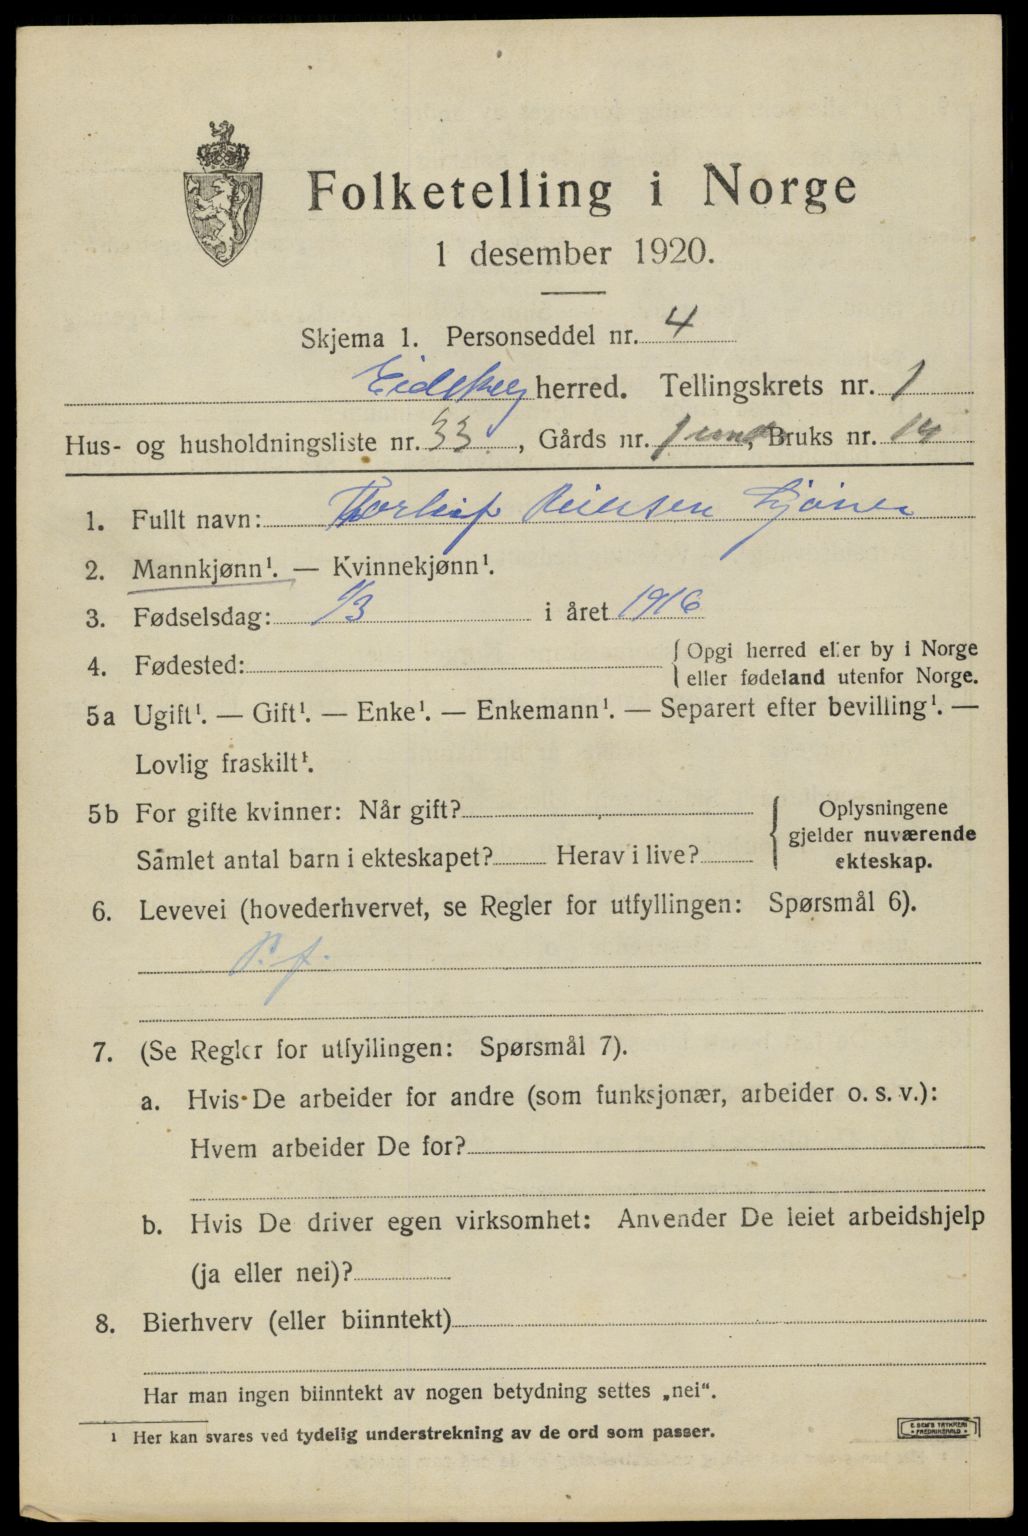 Folketelling i Norge
1 desember 1920.
Skjema 1. Personseddel nr. 4
Eidskog herred. Tellingskrets nr. 1
Hus- og husholdningsliste nr. 33, Gårds nr. 1, Bruks nr. 14
1. Fullt navn: Thorleif
2. Mannkjønn¹. — Kvinnekjønn¹.
3. Fødselsdag: 1/3 i året 1916
4. Fødested: Opgi herred eller by i Norge
eller fødeland utenfor Norge.
5a Ugift¹. — Gift¹. — Enke¹. — Enkemann¹. — Separert efter bevilling¹. —
Lovlig fraskilt¹.
5b For gifte kvinner: Når gift? Oplysningene
gjelder nuværende
Samlet antal barn i ekteskapet? Herav i live? ekteskap.
6. Levevei (hovederhvervet, se Regler for utfyllingen: Spørsmål 6).
P. f.
7. (Se Regler for utfyllingen: Spørsmål 7).
a. Hvis De arbeider for andre (som funksjonær, arbeider o. s. v.):
Hvem arbeider De for?
b. Hvis De driver egen virksomhet: Anvender De leiet arbeidshjelp
(ja eller nei)?
8. Bierhverv (eller biinntekt)
Har man ingen biinntekt av nogen betydning settes „nei“.
¹ Her kan svares ved tydelig understrekning av de ord som passer.
E. SEM'S TRYKKERI
FREDRIKSHALD